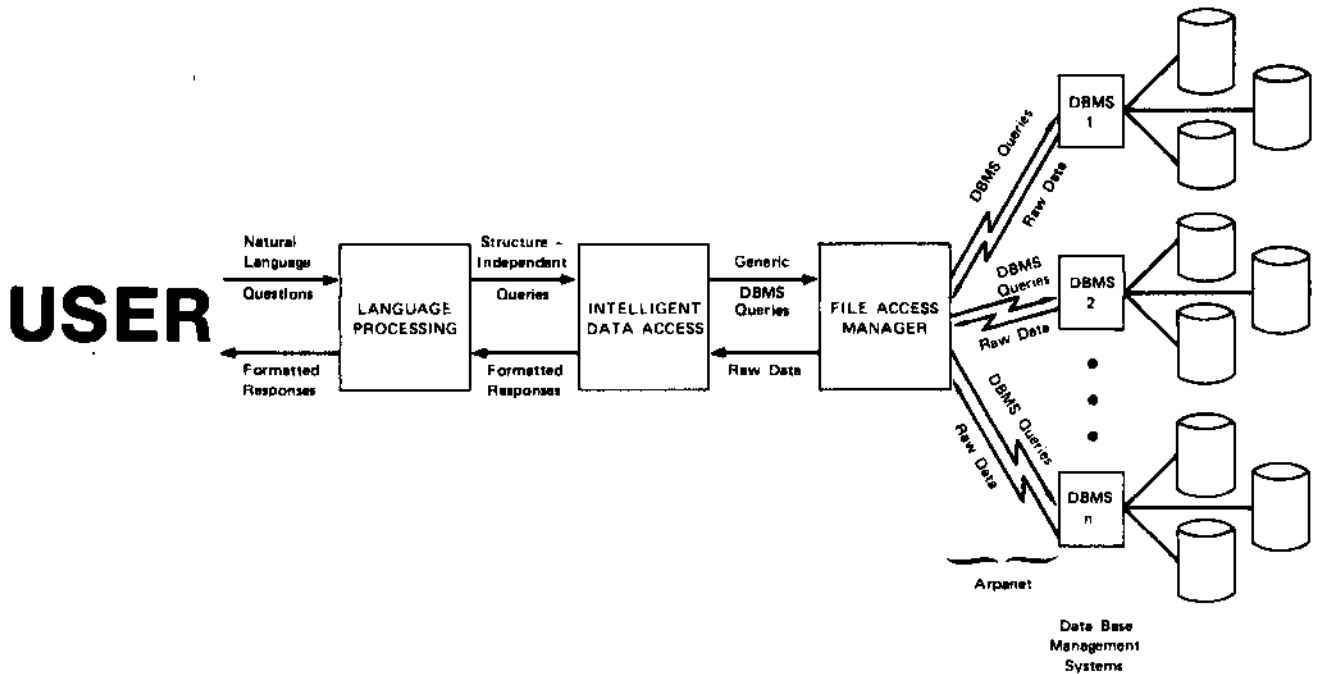 USER
Natural
Language
Questions
Formatted
Responses
LANGUAGE
PROCESSING
Structure -
Independent
Queries
Formatted
Responses
INTELLIGENT
DATA ACCESS
Generic
DBMS
Queries
Raw Data
FILE ACCESS
MANAGER
DBMS Queries
Raw Data
DBMS
Queries
Raw Data
DBMS Queries
Raw Data
DBMS
1
DBMS
2
DBMS
n
Arpanet
Data Base
Management
Systems